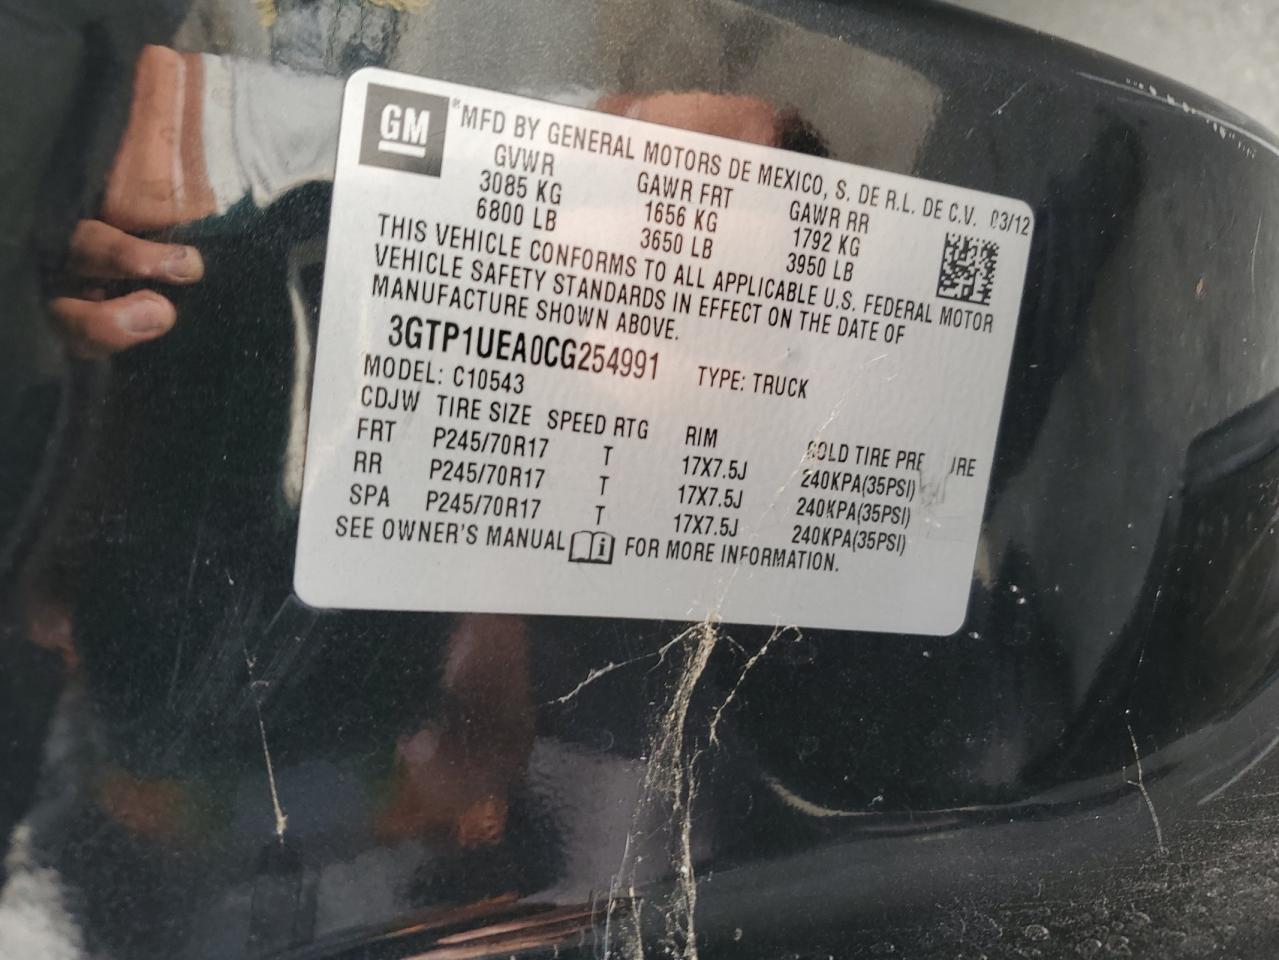 GM
®MFD BY GENERAL MOTORS DE MEXICO, S. DE R.L. DE C.V. 03/12
GVWR GAWR FRT GAWR RR
3085 KG 1656 KG 1792 KG
6800 LB 3650 LB 3950 LB
THIS VEHICLE CONFORMS TO ALL APPLICABLE U.S. FEDERAL MOTOR
VEHICLE SAFETY STANDARDS IN EFFECT ON THE DATE OF
MANUFACTURE SHOWN ABOVE.
3GTP1UEA0CG254991 TYPE: TRUCK
MODEL: C10543
CDJW TIRE SIZE SPEED RTG RIM COLD TIRE PRE RE
FRT P245/70R17 T 17X7.5J 240KPA(35PSI)
RR P245/70R17 T 17X7.5J 240KPA(35PSI)
SPA P245/70R17 T 17X7.5J 240KPA(35PSI)
SEE OWNER'S MANUAL i FOR MORE INFORMATION.